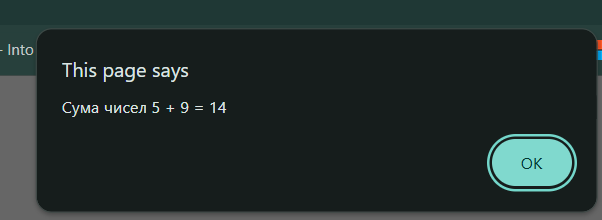 - Into
This page says
Сума чисел 5 + 9 = 14
OK